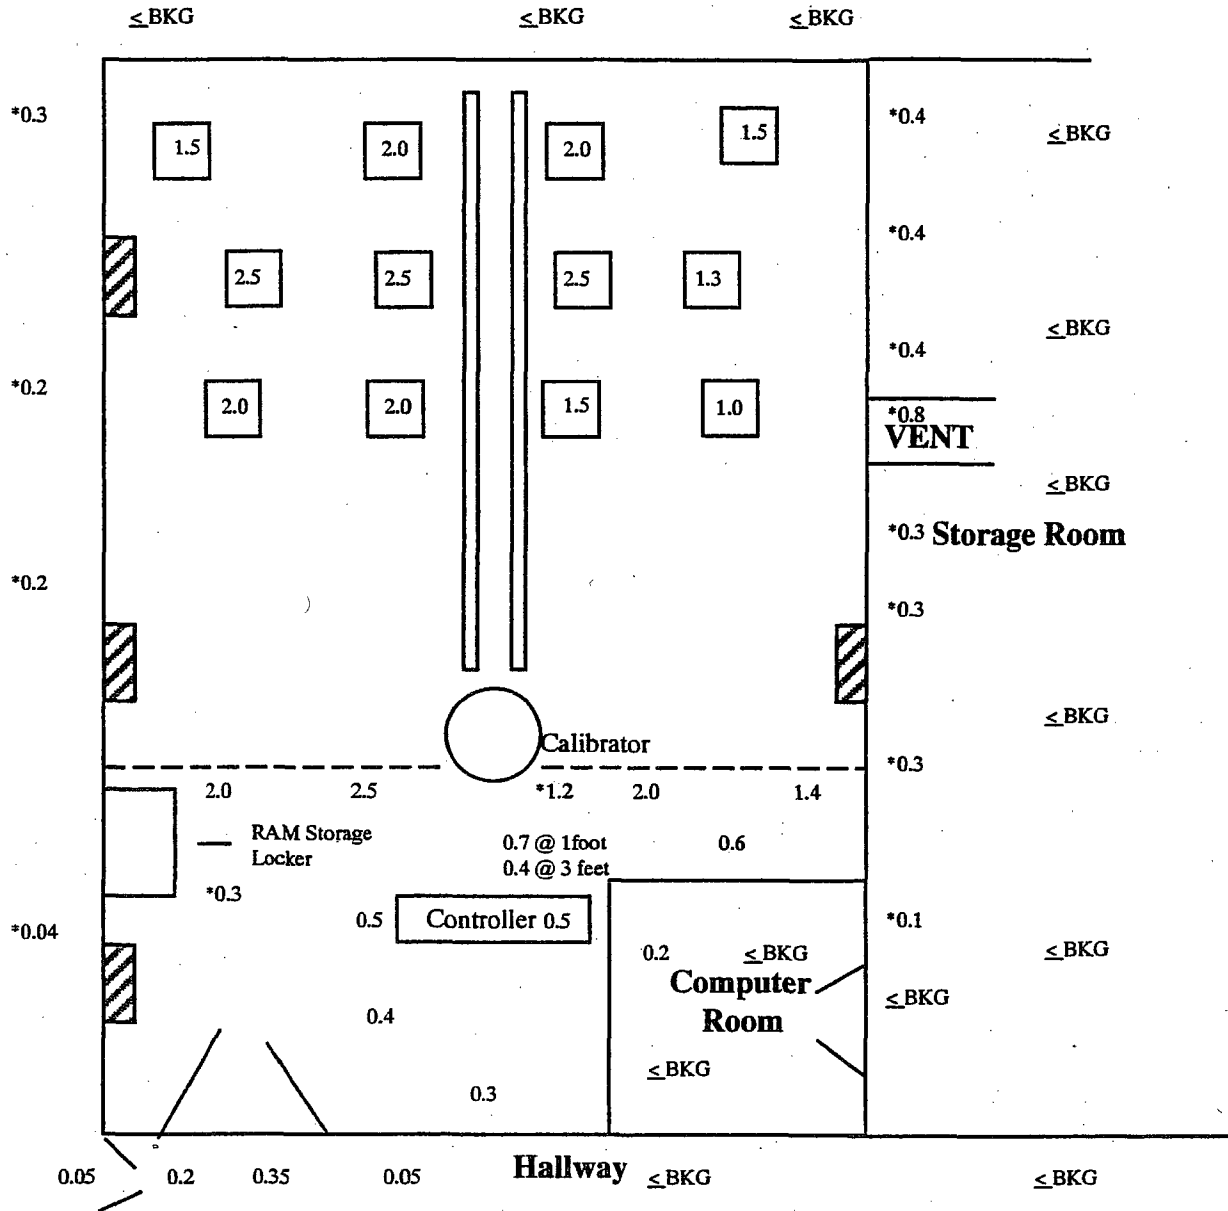 ≤ BKG ≤ BKG ≤ BKG
*0.3 *0.4
1.5 2.0 2.0 1.5 ≤ BKG
*0.4
2.5 2.5 2.5 1.3
≤ BKG
*0.4
*0.2
2.0 2.0 1.5 1.0 *0.8
VENT
≤ BKG
*0.3 Storage Room
*0.2
*0.3
≤ BKG
Calibrator
*0.3
2.0 2.5 *1.2 2.0 1.4
RAM Storage
Locker
0.7 @ 1foot 0.6
0.4 @ 3 feet
*0.3
*0.04 0.5 Controller 0.5 *0.1
0.2 ≤ BKG ≤ BKG
Computer
Room
≤ BKG
0.4
≤ BKG
0.3
Hallway
0.05 0.2 0.35 0.05 ≤ BKG ≤ BKG